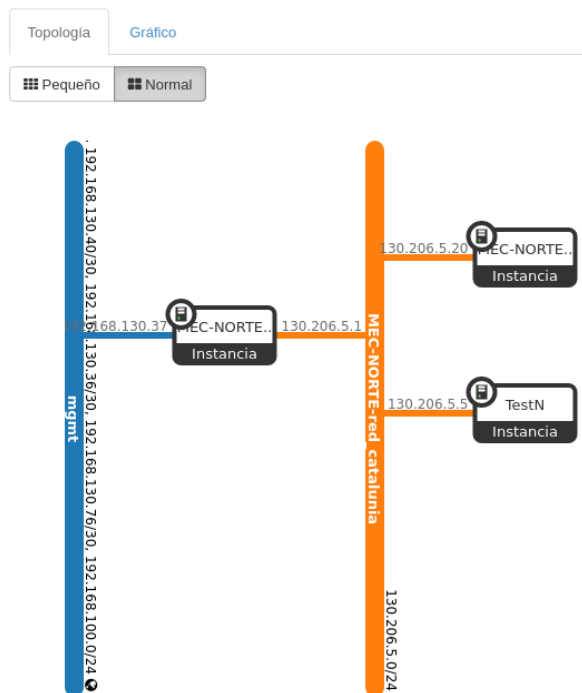 Topología
Gráfico
Pequeño
Normal
mgmt
192.168.130.40/30, 192.168.130.36/30, 192.168.130.76/30, 192.168.100.0/24
192.168.130.37
MEC-NORTE..
Instancia
130.206.5.1
MEC-NORTE-red_catalunia
130.206.5.0/24
130.206.5.20
MEC-NORTE..
Instancia
130.206.5.5
TestN
Instancia